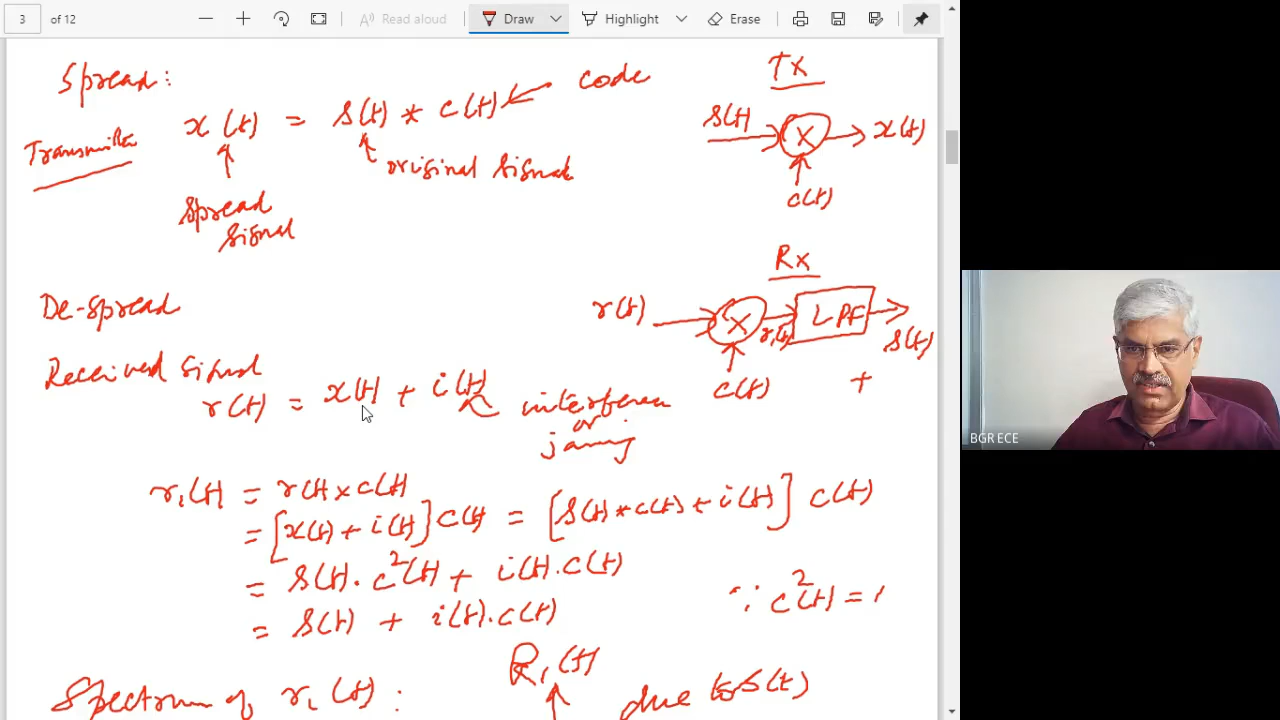 3 of 12 Read aloud Draw Highlight Erase
Spread:
Transmitter
x(t) = s(t) * c(t) ← code
original signal
spread
signal
Tx
s(t) X x(t)
c(t)
De-spread
Rx
r(t) X r₁(t) LPF s(t)
c(t) +
Received signal
r(t) = x(t) + i(t)
interference
or
jaming
r₁(t) = r(t) × c(t)
= [x(t) + i(t)] c(t) = [s(t) * c(t) + i(t)] c(t)
= s(t) . c²(t) + i(t) . c(t)
= s(t) + i(t) . c(t)
∵ c²(t) = 1
Spectrum of r₁(t) :
R₁(f)
due to s(t)
BGR ECE